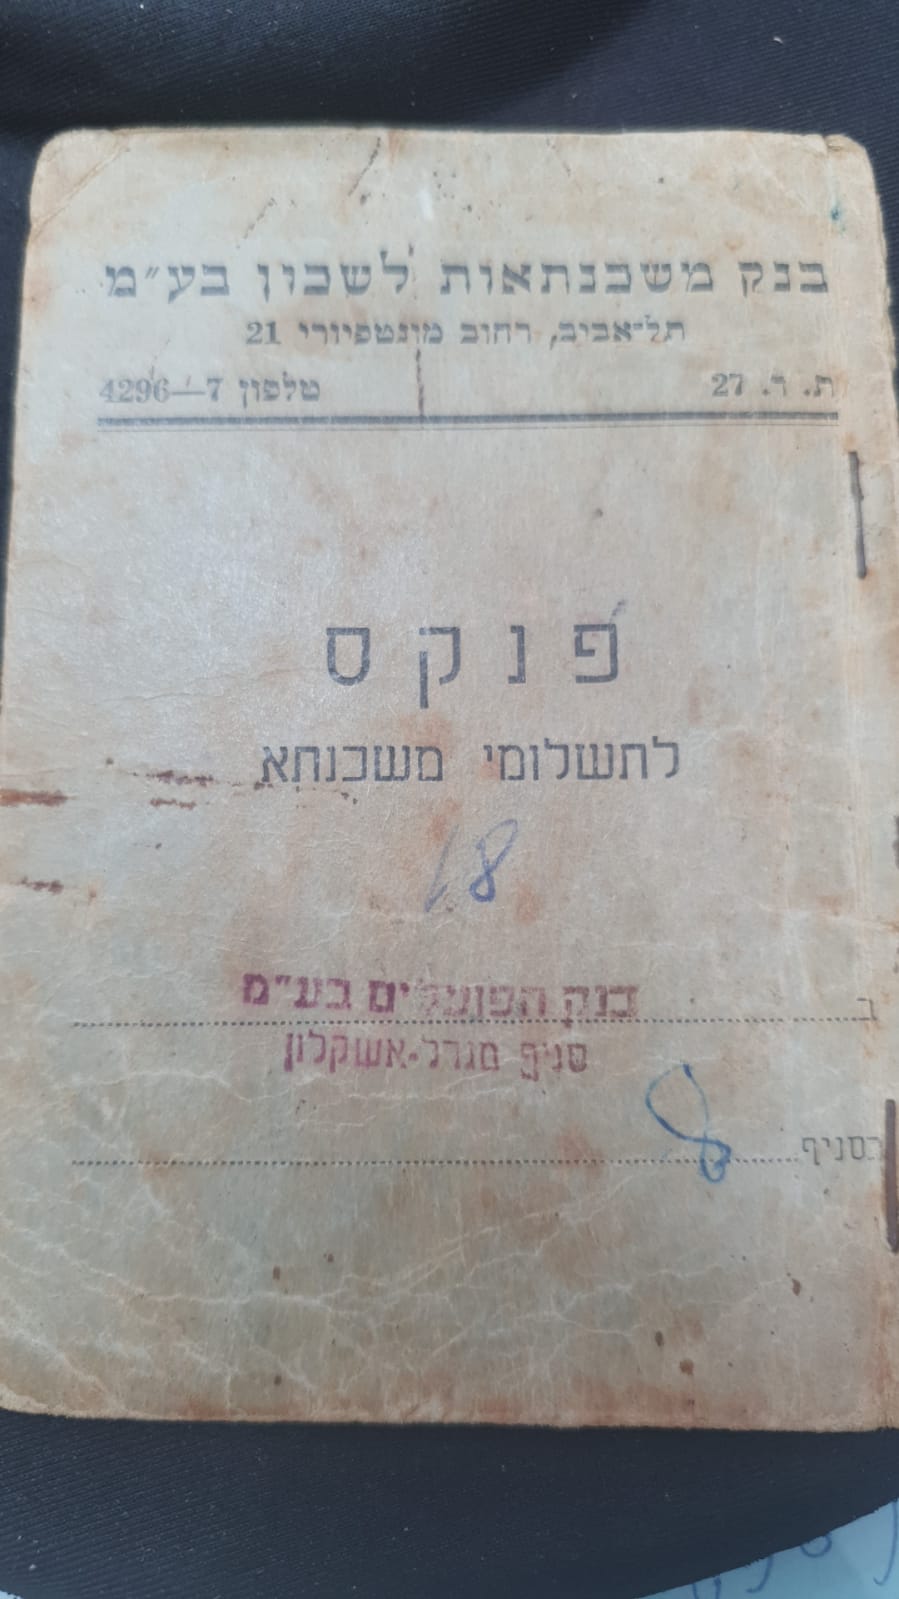 בנק משכנתאות לשכון בע״מ
תל־אביב, רחוב מונטפיורי 21
ת. ד. 27 טלפון 7—4296
פנקס
לתשלומי משכנתא
18
בנק הפועלים בע״מ
ב
סניף מגדל-אשקלון
בסניף 8